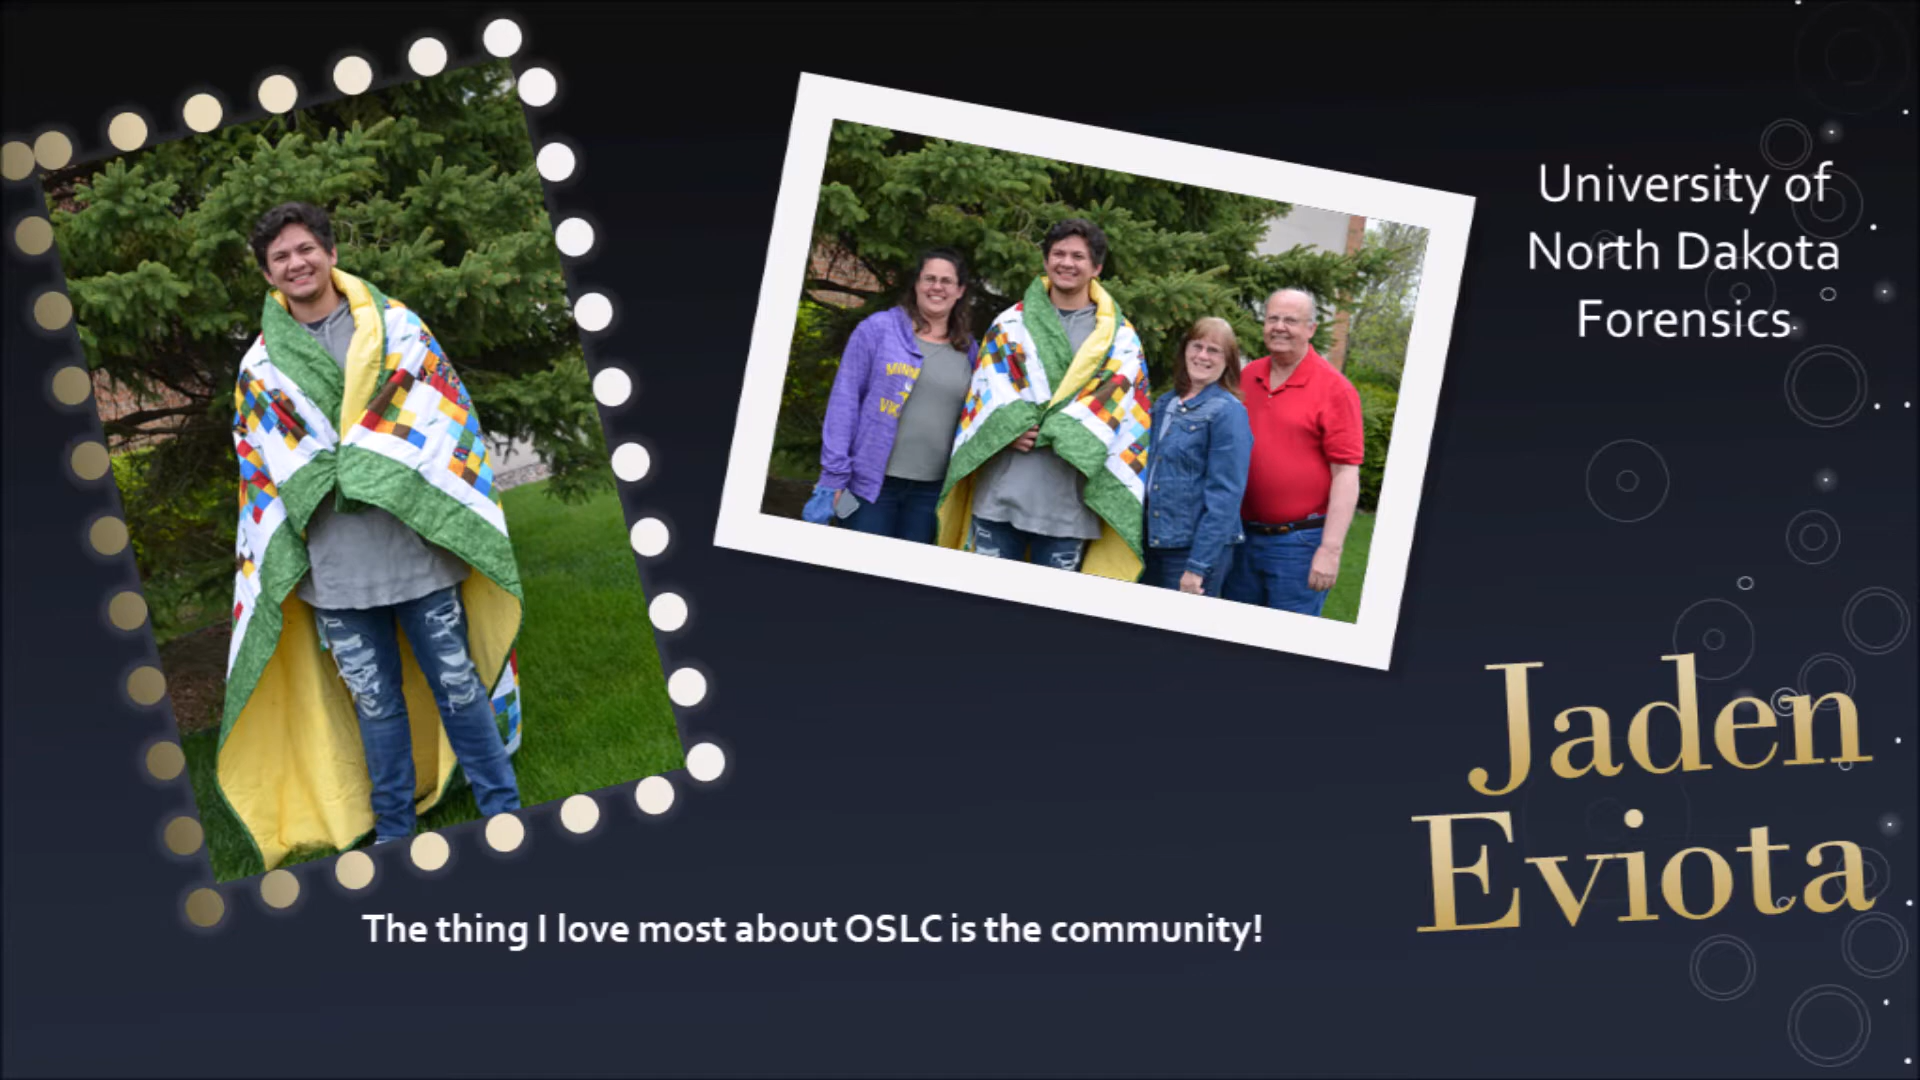 University of
North Dakota
Forensics
Jaden
Eviota
The thing I love most about OSLC is the community!